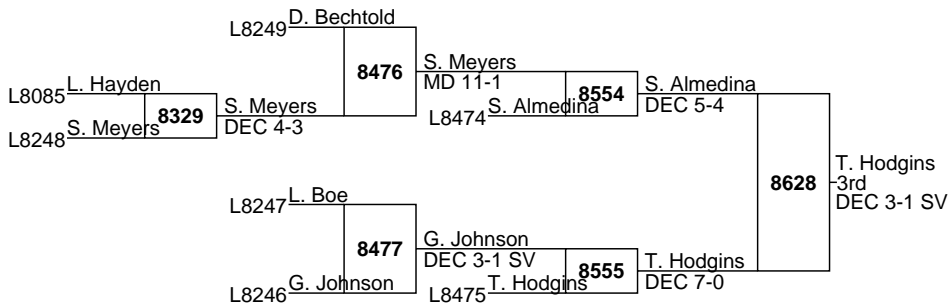 L8249 D. Bechtold
8476
S. Meyers
MD 11-1
L8085 L. Hayden
8329
L8248 S. Meyers
S. Meyers
DEC 4-3
8554
L8474 S. Almedina
S. Almedina
DEC 5-4
8628
T. Hodgins
3rd
DEC 3-1 SV
L8247 L. Boe
8477
L8246 G. Johnson
G. Johnson
DEC 3-1 SV
8555
L8475 T. Hodgins
T. Hodgins
DEC 7-0